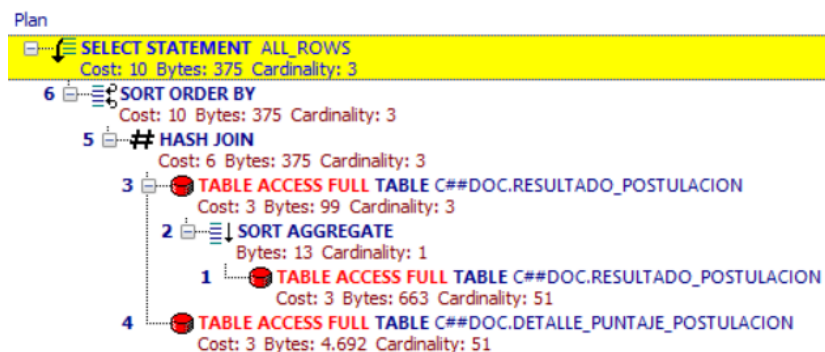 Plan
SELECT STATEMENT ALL_ROWS
Cost: 10 Bytes: 375 Cardinality: 3
6 SORT ORDER BY
Cost: 10 Bytes: 375 Cardinality: 3
5 HASH JOIN
Cost: 6 Bytes: 375 Cardinality: 3
3 TABLE ACCESS FULL TABLE C##DOC.RESULTADO_POSTULACION
Cost: 3 Bytes: 99 Cardinality: 3
2 SORT AGGREGATE
Bytes: 13 Cardinality: 1
1 TABLE ACCESS FULL TABLE C##DOC.RESULTADO_POSTULACION
Cost: 3 Bytes: 663 Cardinality: 51
4 TABLE ACCESS FULL TABLE C##DOC.DETALLE_PUNTAJE_POSTULACION
Cost: 3 Bytes: 4.692 Cardinality: 51